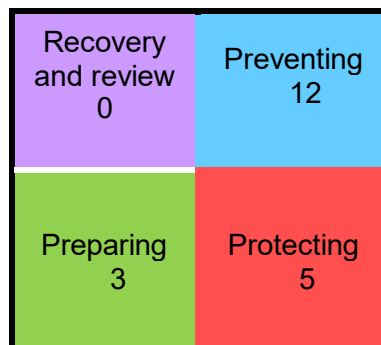 Recovery
and review
0
Preventing
12
Preparing
3
Protecting
5